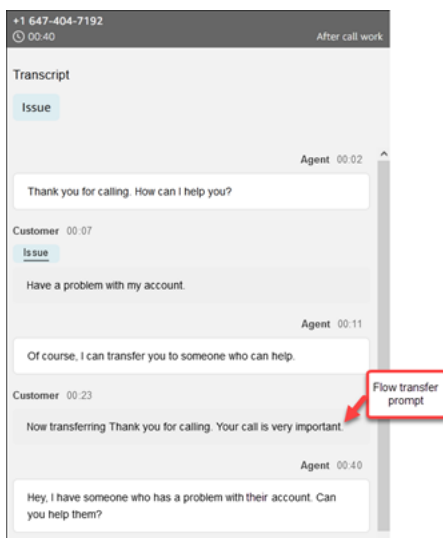 +1 647-404-7192
00:40 After call work
Transcript
Issue
Agent 00:02
Thank you for calling. How can I help you?
Customer 00:07
Issue
Have a problem with my account.
Agent 00:11
Of course, I can transfer you to someone who can help.
Customer 00:23
Flow transfer
prompt
Now transferring Thank you for calling. Your call is very important.
Agent 00:40
Hey, I have someone who has a problem with their account. Can
you help them?